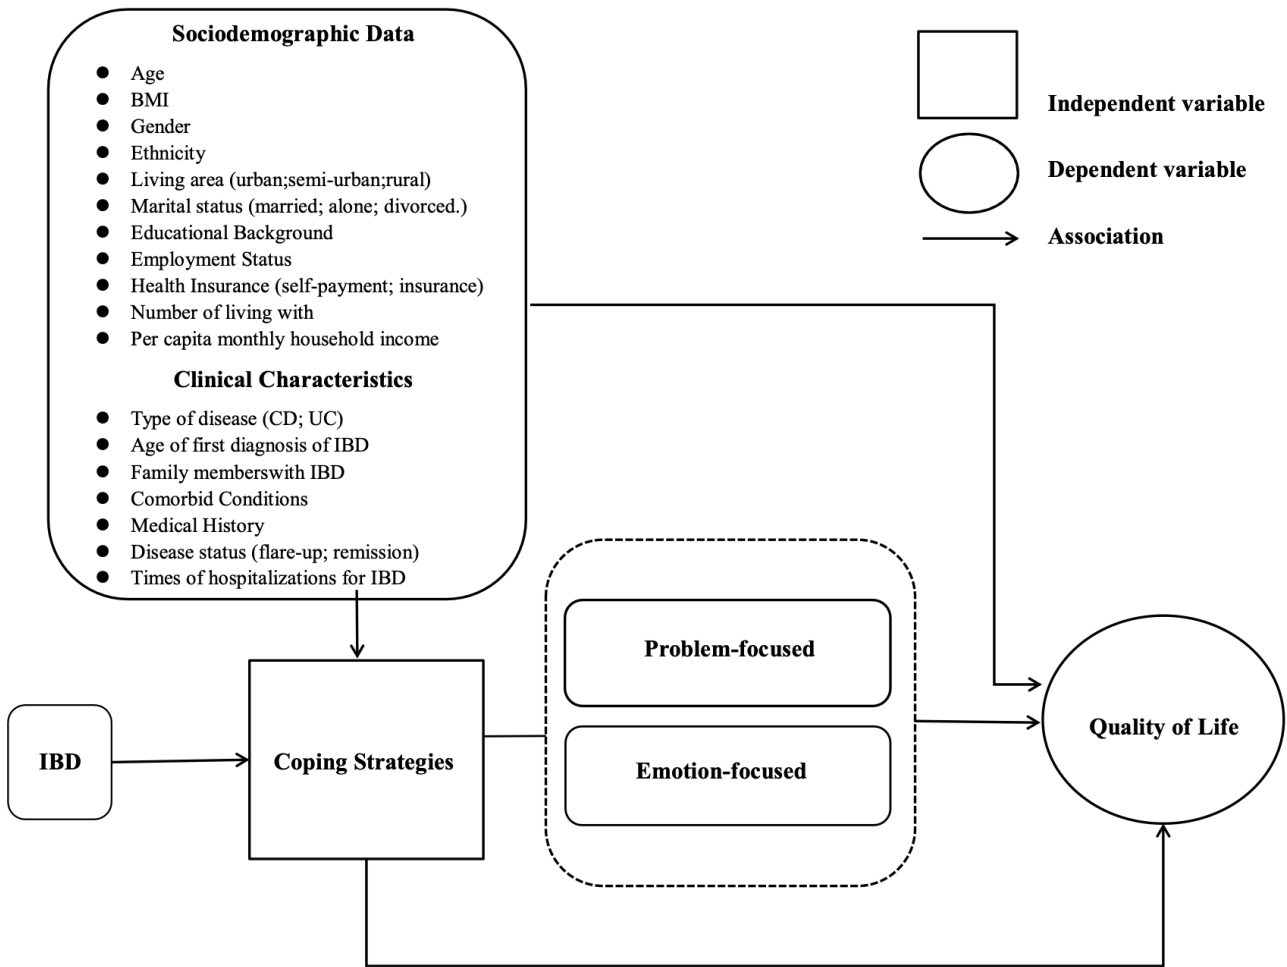 Sociodemographic Data
● Age
● BMI
● Gender
● Ethnicity
● Living area (urban;semi-urban;rural)
● Marital status (married; alone; divorced.)
● Educational Background
● Employment Status
● Health Insurance (self-payment; insurance)
● Number of living with
● Per capita monthly household income
Clinical Characteristics
● Type of disease (CD; UC)
● Age of first diagnosis of IBD
● Family memberswith IBD
● Comorbid Conditions
● Medical History
● Disease status (flare-up; remission)
● Times of hospitalizations for IBD
Independent variable
Dependent variable
Association
IBD
Coping Strategies
Problem-focused
Emotion-focused
Quality of Life